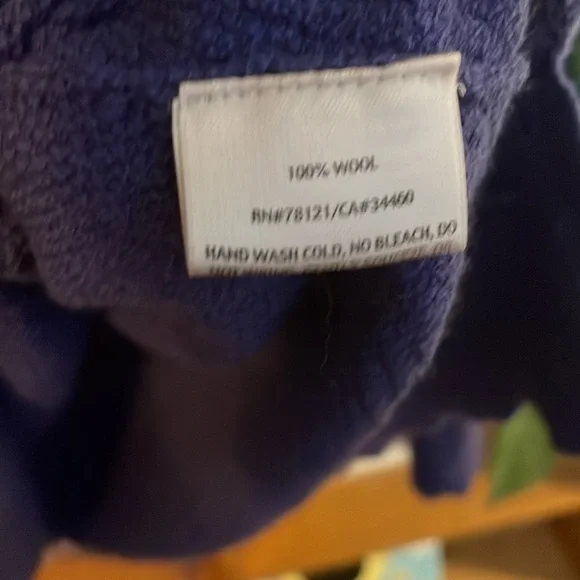 100% WOOL
RN#78121/CA#34460
HAND WASH COLD, NO BLEACH, DO